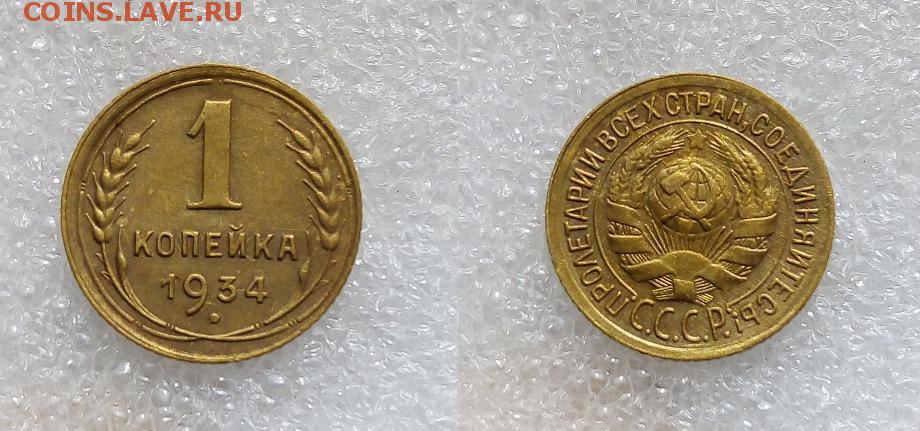 COINS.LAVE.RU
1
КОПЕЙКА
1934
ПРОЛЕТАРИИ ВСЕХ СТРАН, СОЕДИНЯЙТЕСЬ!
С.С.С.Р.